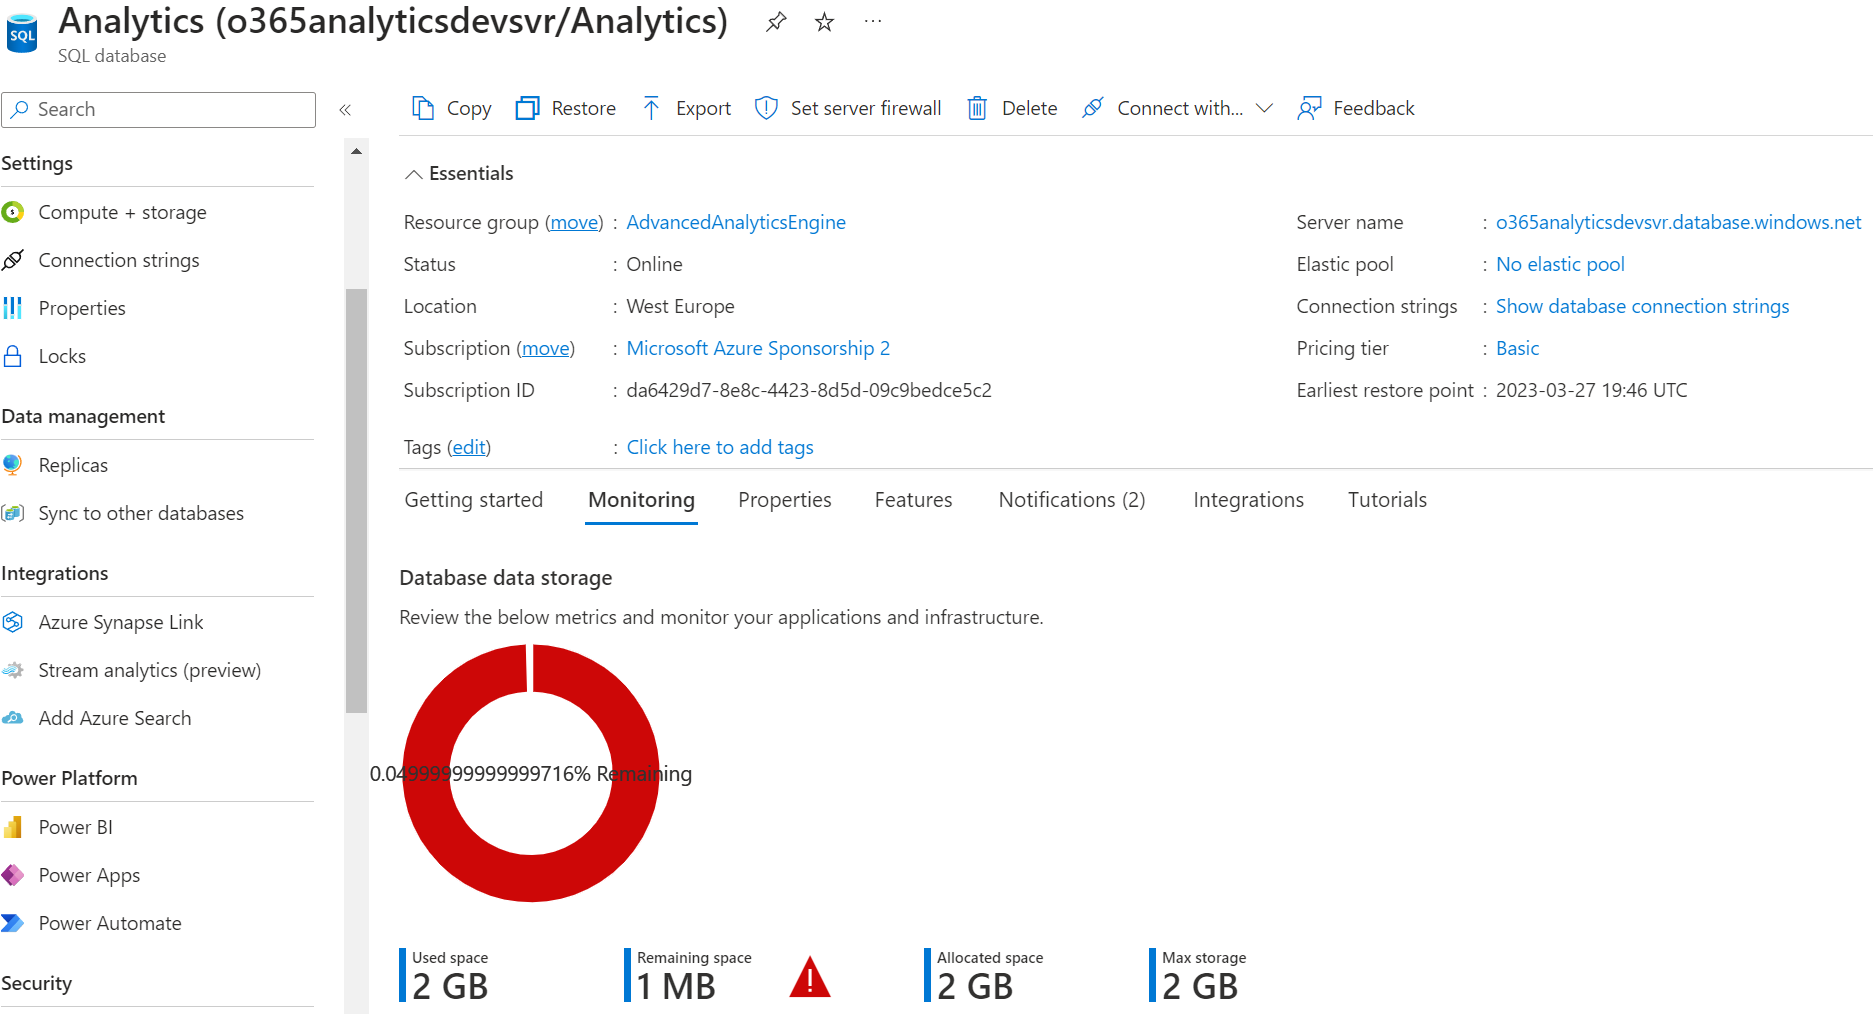 Analytics (o365analyticsdevsvr/Analytics)
SQL
SQL database
Search
Copy
Restore
Export
Set server firewall
Delete
Connect with...
Feedback
Settings
Compute + storage
Connection strings
Properties
Locks
Data management
Replicas
Sync to other databases
Integrations
Azure Synapse Link
Stream analytics (preview)
Add Azure Search
Power Platform
Power BI
Power Apps
Power Automate
Security
Essentials
Resource group (move) : AdvancedAnalyticsEngine
Status : Online
Location : West Europe
Subscription (move) : Microsoft Azure Sponsorship 2
Subscription ID : da6429d7-8e8c-4423-8d5d-09c9bedce5c2
Tags (edit) : Click here to add tags
Server name : o365analyticsdevsvr.database.windows.net
Elastic pool : No elastic pool
Connection strings : Show database connection strings
Pricing tier : Basic
Earliest restore point : 2023-03-27 19:46 UTC
Getting started
Monitoring
Properties
Features
Notifications (2)
Integrations
Tutorials
Database data storage
Review the below metrics and monitor your applications and infrastructure.
0.04999999999999716% Remaining
Used space
2 GB
Remaining space
1 MB
Allocated space
2 GB
Max storage
2 GB